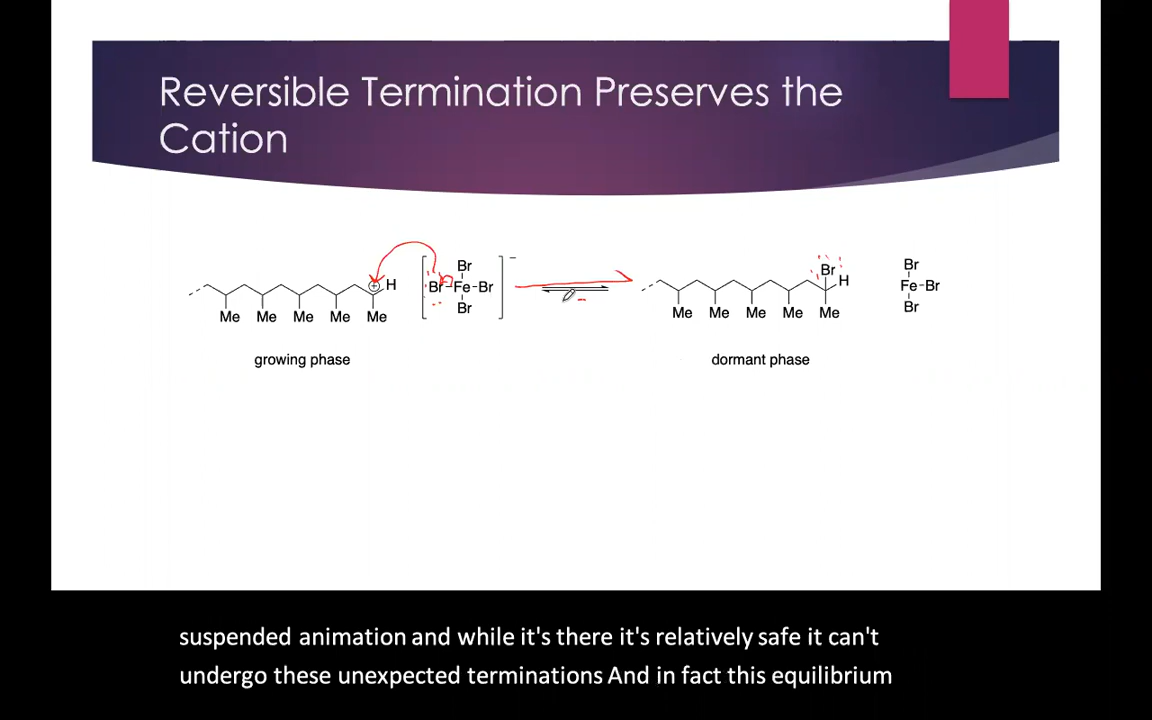 Reversible Termination Preserves the
Cation
Br
H
Br-Fe-Br
Br
Me Me Me Me Me
growing phase
Br
H
Me Me Me Me Me
dormant phase
Br
Fe-Br
Br
suspended animation and while it's there it's relatively safe it can't
undergo these unexpected terminations And in fact this equilibrium